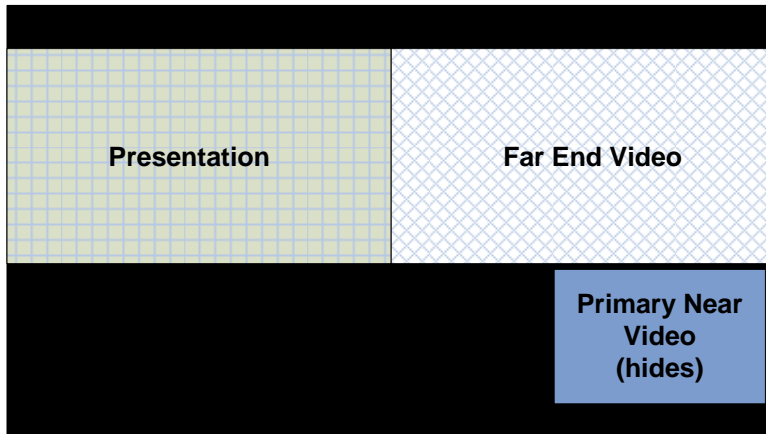 Presentation
Far End Video
Primary Near
Video
(hides)